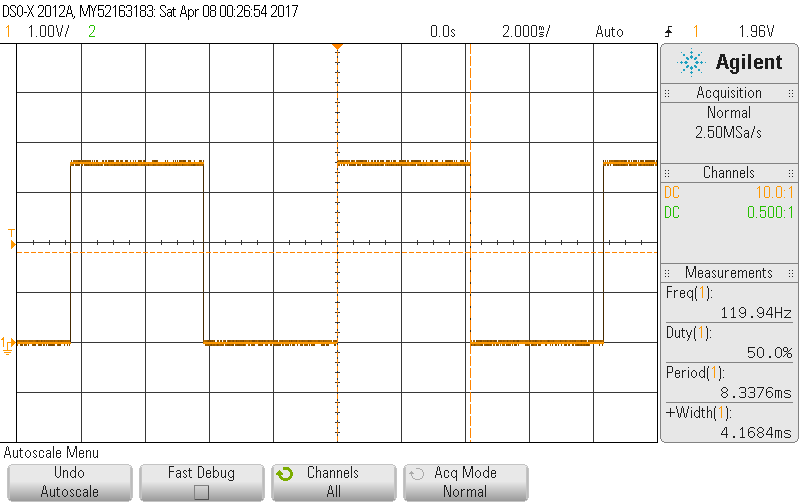 DSO-X 2012A, MY52163183: Sat Apr 08 00:26:54 2017
1 1.00V/ 2 0.0s 2.000ms/ Auto 1 1.96V
Agilent
Acquisition
Normal
2.50MSa/s
Channels
DC 10.0:1
DC 0.500:1
Measurements
Freq(1):
119.94Hz
Duty(1):
50.0%
Period(1):
8.3376ms
+Width(1):
4.1684ms
T
1
Autoscale Menu
Undo
Autoscale
Fast Debug
Channels
All
Acq Mode
Normal